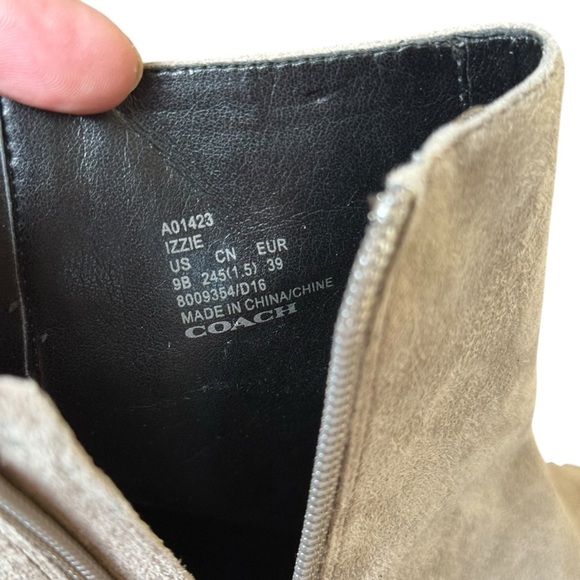 A01423
IZZIE
US CN EUR
9B 245(1.5) 39
8009354/D16
MADE IN CHINA/CHINE
COACH